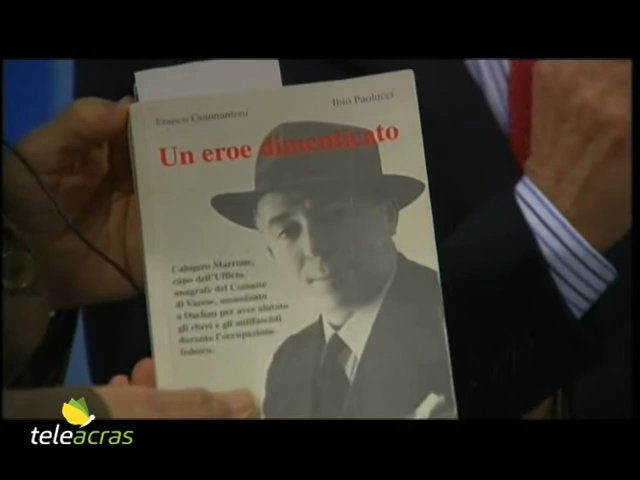 Franco Giannantoni
Ibio Paolucci
Un eroe dimenticato
Calogero Marrone,
capo dell'Ufficio
anagrafe del Comune
di Varese, assassinato
a Dachau per aver aiutato
gli ebrei e gli antifascisti
durante l'occupazione
tedesca.
teleacras